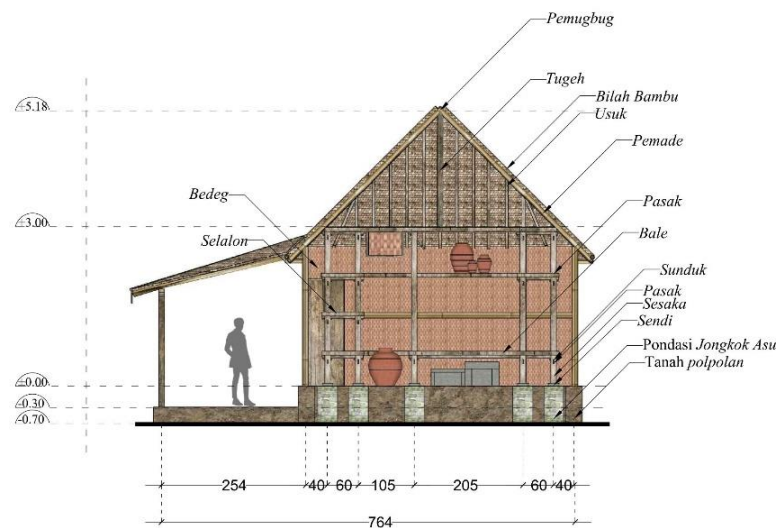 Pemugbug
Tugeh
Bilah Bambu
Usuk
Pemade
Bedeg
Pasak
Selalon
Bale
Sunduk
Pasak
Sesaka
Sendi
Pondasi Jongkok Asu
Tanah polpolan
+5.18
+3.00
±0.00
-0.30
-0.70
254 40 60 105 205 60 40
764